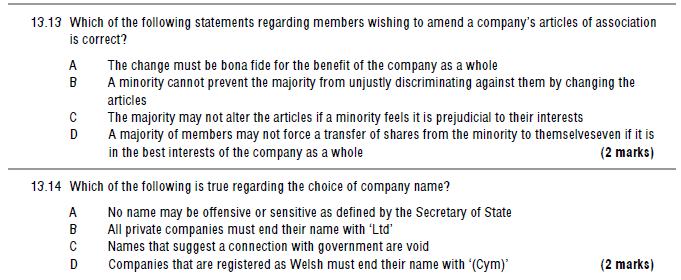 13.13 Which of the following statements regarding members wishing to amend a company's articles of association
is correct?
A The change must be bona fide for the benefit of the company as a whole
B A minority cannot prevent the majority from unjustly discriminating against them by changing the
articles
C The majority may not alter the articles if a minority feels it is prejudicial to their interests
D A majority of members may not force a transfer of shares from the minority to themselveseven if it is
in the best interests of the company as a whole (2 marks)
13.14 Which of the following is true regarding the choice of company name?
A No name may be offensive or sensitive as defined by the Secretary of State
B All private companies must end their name with 'Ltd'
C Names that suggest a connection with government are void
D Companies that are registered as Welsh must end their name with '(Cym)' (2 marks)